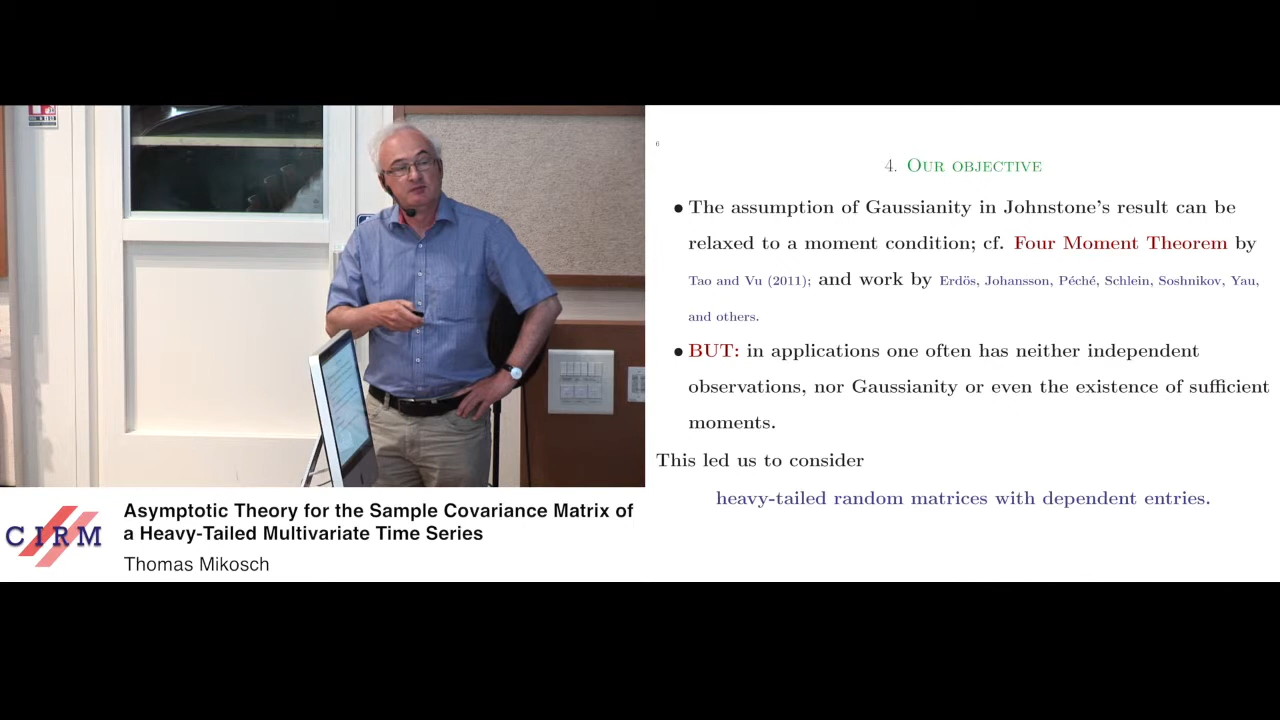 6
4. OUR OBJECTIVE
• The assumption of Gaussianity in Johnstone's result can be
relaxed to a moment condition; cf. Four Moment Theorem by
Tao and Vu (2011); and work by Erdös, Johansson, Péché, Schlein, Soshnikov, Yau,
and others.
• BUT: in applications one often has neither independent
observations, nor Gaussianity or even the existence of sufficient
moments.
This led us to consider
heavy-tailed random matrices with dependent entries.
CIRM
Asymptotic Theory for the Sample Covariance Matrix of
a Heavy-Tailed Multivariate Time Series
Thomas Mikosch